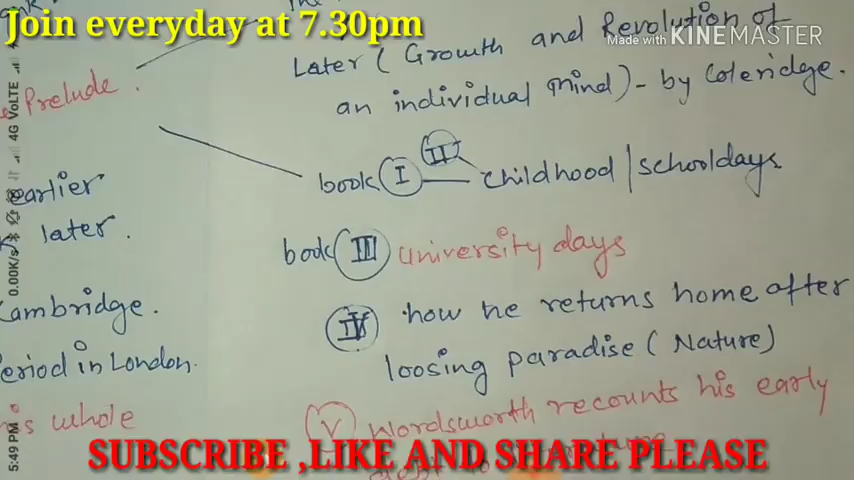 Join everyday at 7.30pm
Made with KINEMASTER
Later (Growth and Revolution of
an individual mind) - by Coleridge.
Prelude.
book I II childhood | schooldays
earlier
later.
book III university days
Cambridge.
IV how he returns home after
loosing paradise (Nature)
Period in London.
V Wordsworth recounts his early
whole
SUBSCRIBE ,LIKE AND SHARE PLEASE
4G VoLTE
0.00K/s
5:49 PM